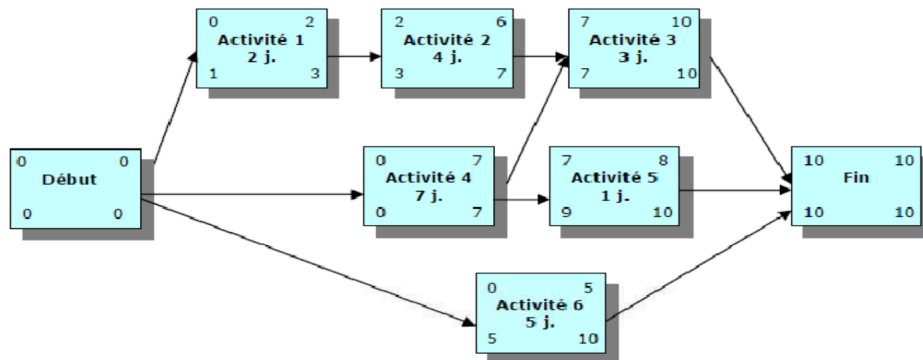 0 2
Activité 1
2 j.
1 3
2 6
Activité 2
4 j.
3 7
7 10
Activité 3
3 j.
7 10
0 0
Début
0 0
0 7
Activité 4
7 j.
0 7
7 8
Activité 5
1 j.
9 10
10 10
Fin
10 10
0 5
Activité 6
5 j.
5 10